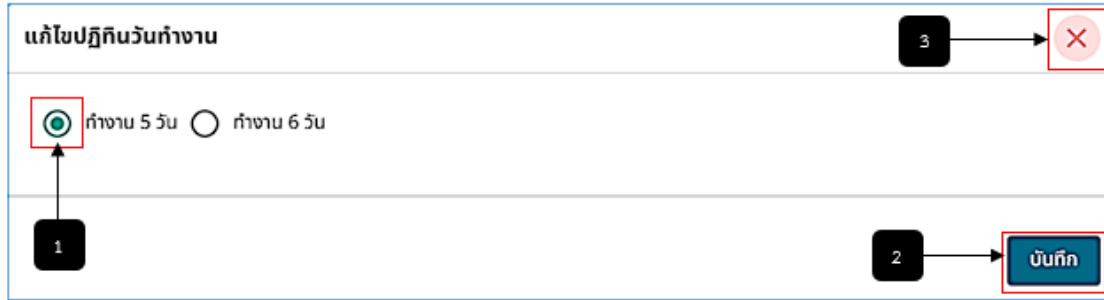 แก้ไขปฏิทินวันทำงาน
3
ทำงาน 5 วัน ทำงาน 6 วัน
1
2
บันทึก